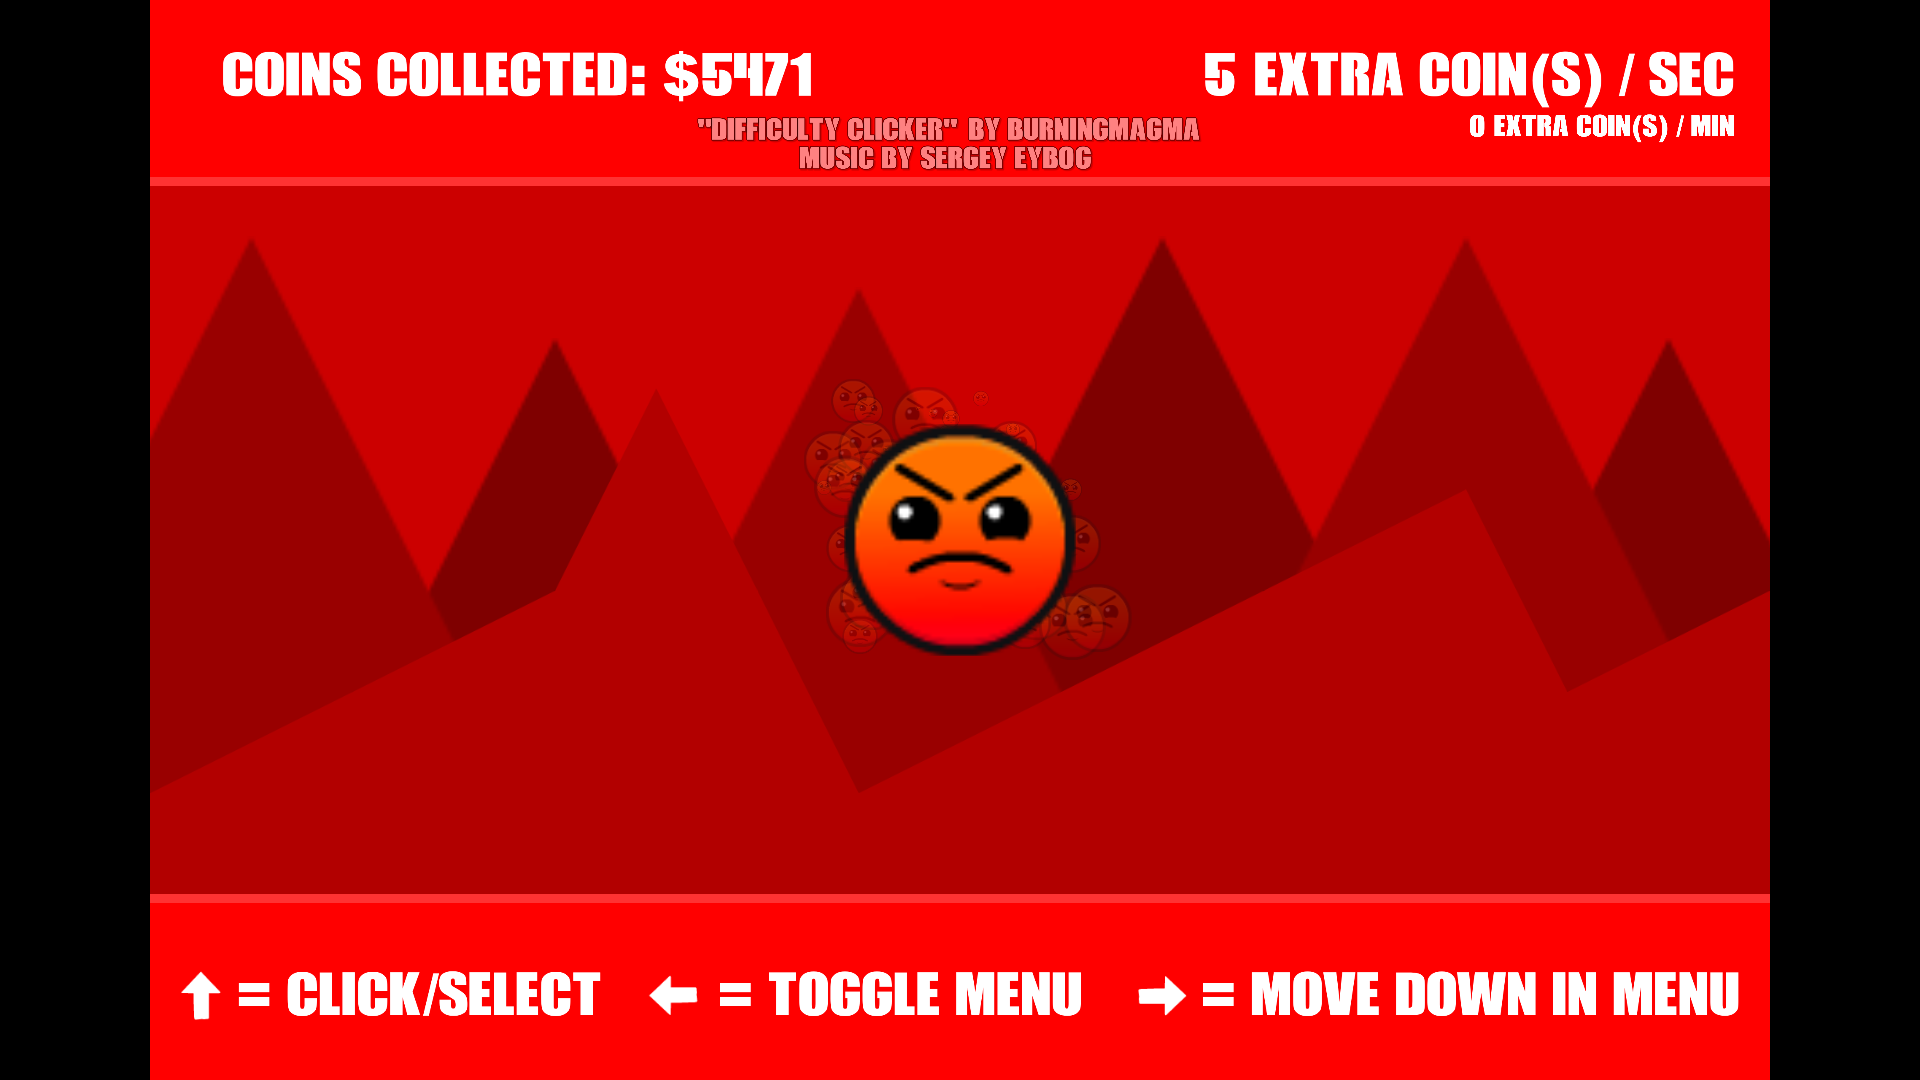 COINS COLLECTED: $5471
5 EXTRA COIN(S) / SEC
0 EXTRA COIN(S) / MIN
"DIFFICULTY CLICKER" BY BURNINGMAGMA
MUSIC BY SERGEY EYBOG
= CLICK/SELECT
= TOGGLE MENU
= MOVE DOWN IN MENU